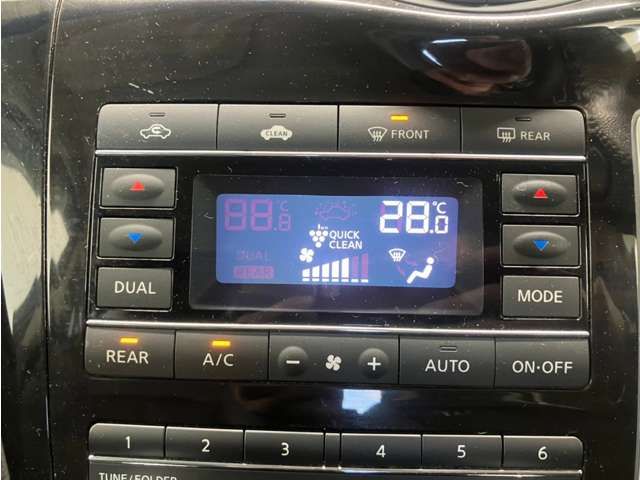 CLEAN
FRONT
REAR
88.8 °C
QUICK
CLEAN
28.0 °C
DUAL
REAR
DUAL
MODE
REAR
A/C
AUTO
ON·OFF
1 2 3 4 5 6
TUNE/FOLDER